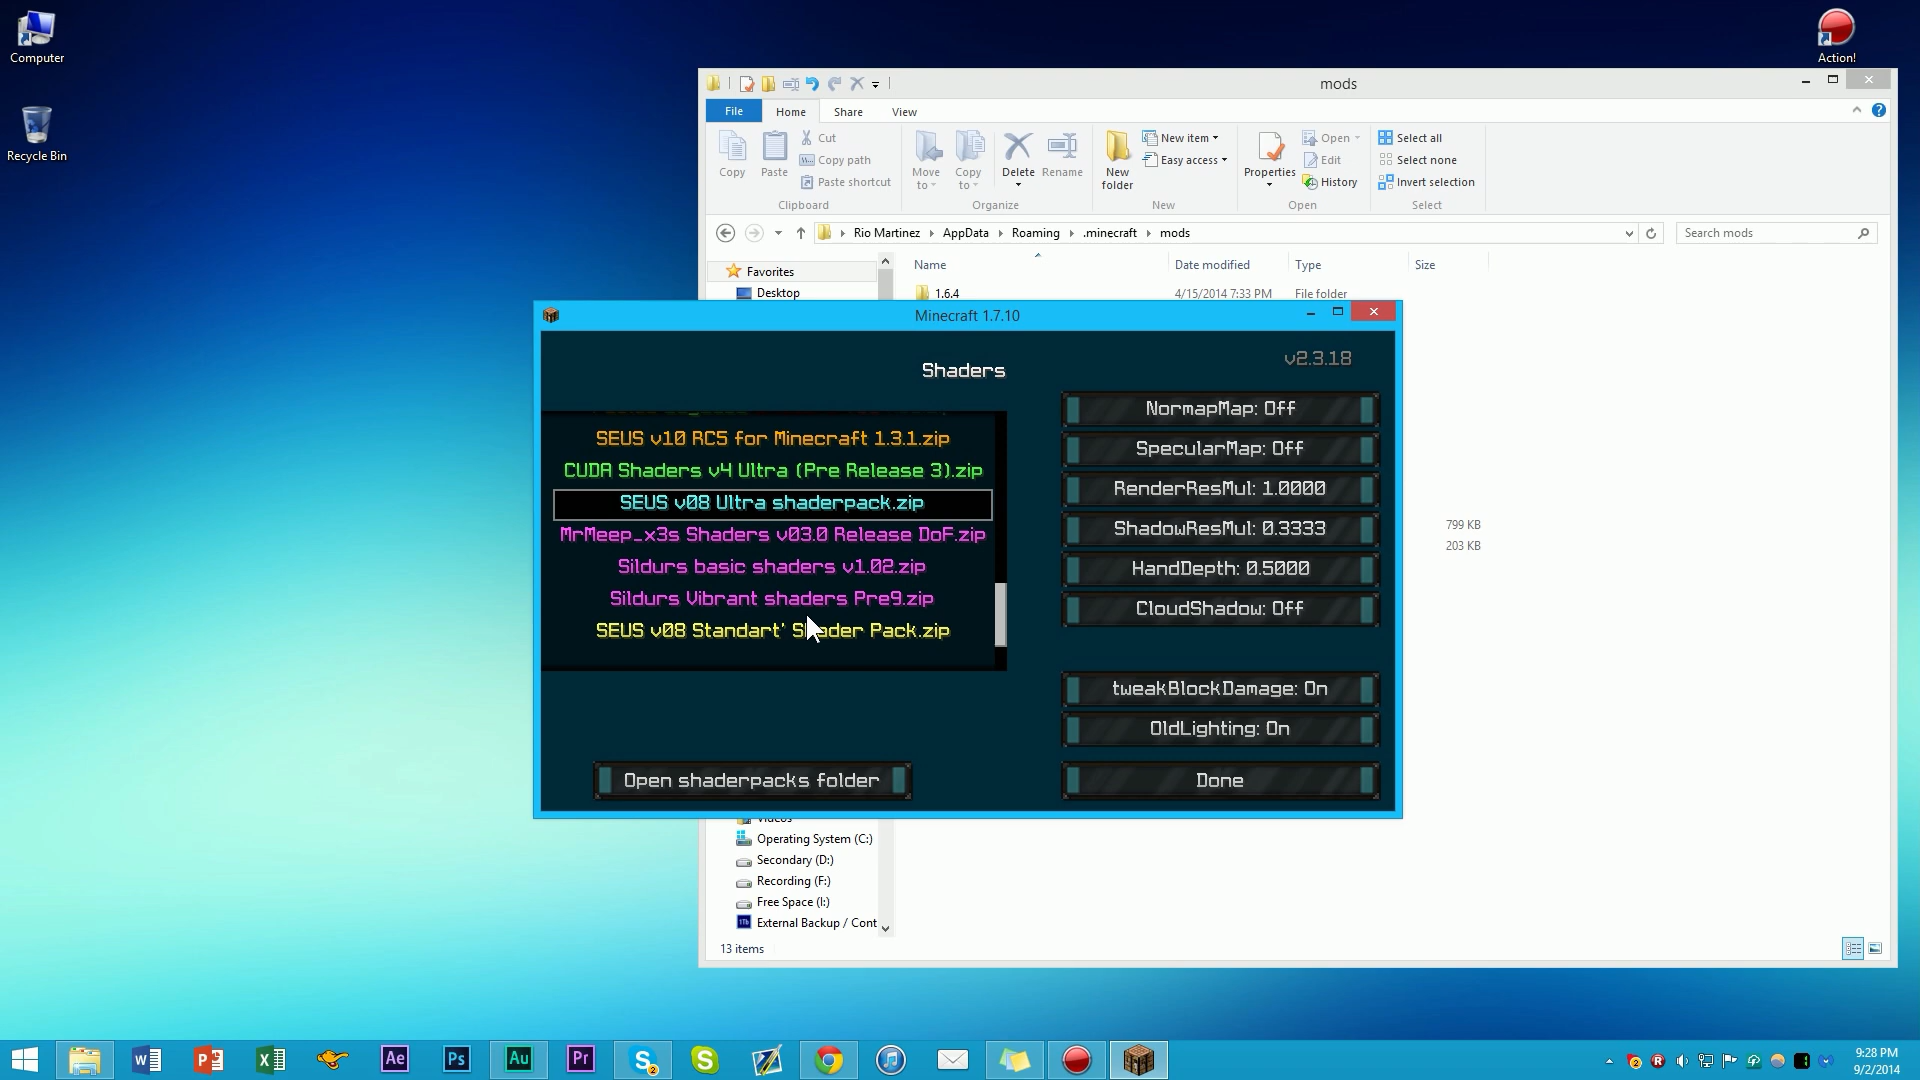 Computer
Action!
Recycle Bin
mods
File Home Share View
Copy
Paste
Cut
Copy path
Paste shortcut
Clipboard
Move to
Copy to
Delete
Rename
Organize
New folder
New item
Easy access
New
Properties
Open
Edit
History
Open
Select all
Select none
Invert selection
Select
Rio Martinez AppData Roaming .minecraft mods
Search mods
Favorites
Desktop
Name Date modified Type Size
1.6.4 4/15/2014 7:33 PM File folder
Minecraft 1.7.10
Shaders
v2.3.18
SEUS v10 RC5 for Minecraft 1.3.1.zip
CUDA Shaders v4 Ultra (Pre Release 3).zip
SEUS v08 Ultra shaderpack.zip
MrMeep_x3s Shaders v03.0 Release DoF.zip
Sildurs basic shaders v1.02.zip
Sildurs Vibrant shaders Pre9.zip
SEUS v08 Standart' Shader Pack.zip
NormapMap: Off
SpecularMap: Off
RenderResMul: 1.0000
ShadowResMul: 0.3333
HandDepth: 0.5000
CloudShadow: Off
tweakBlockDamage: On
OldLighting: On
Open shaderpacks folder
Done
799 KB
203 KB
Videos
Operating System (C:)
Secondary (D:)
Recording (F:)
Free Space (I:)
External Backup / Cont
13 items
Ae
Ps
Au
Pr
9:28 PM
9/2/2014